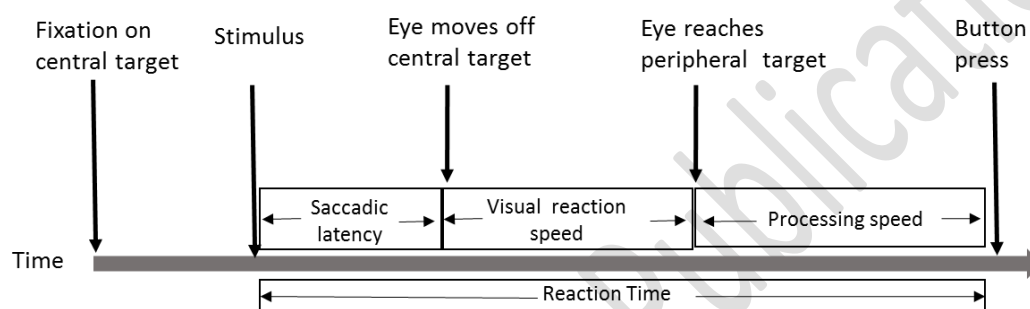 Fixation on
central target
Stimulus
Eye moves off
central target
Eye reaches
peripheral target
Button
press
Saccadic
latency
Visual reaction
speed
Processing speed
Time
Reaction Time
Publicatio